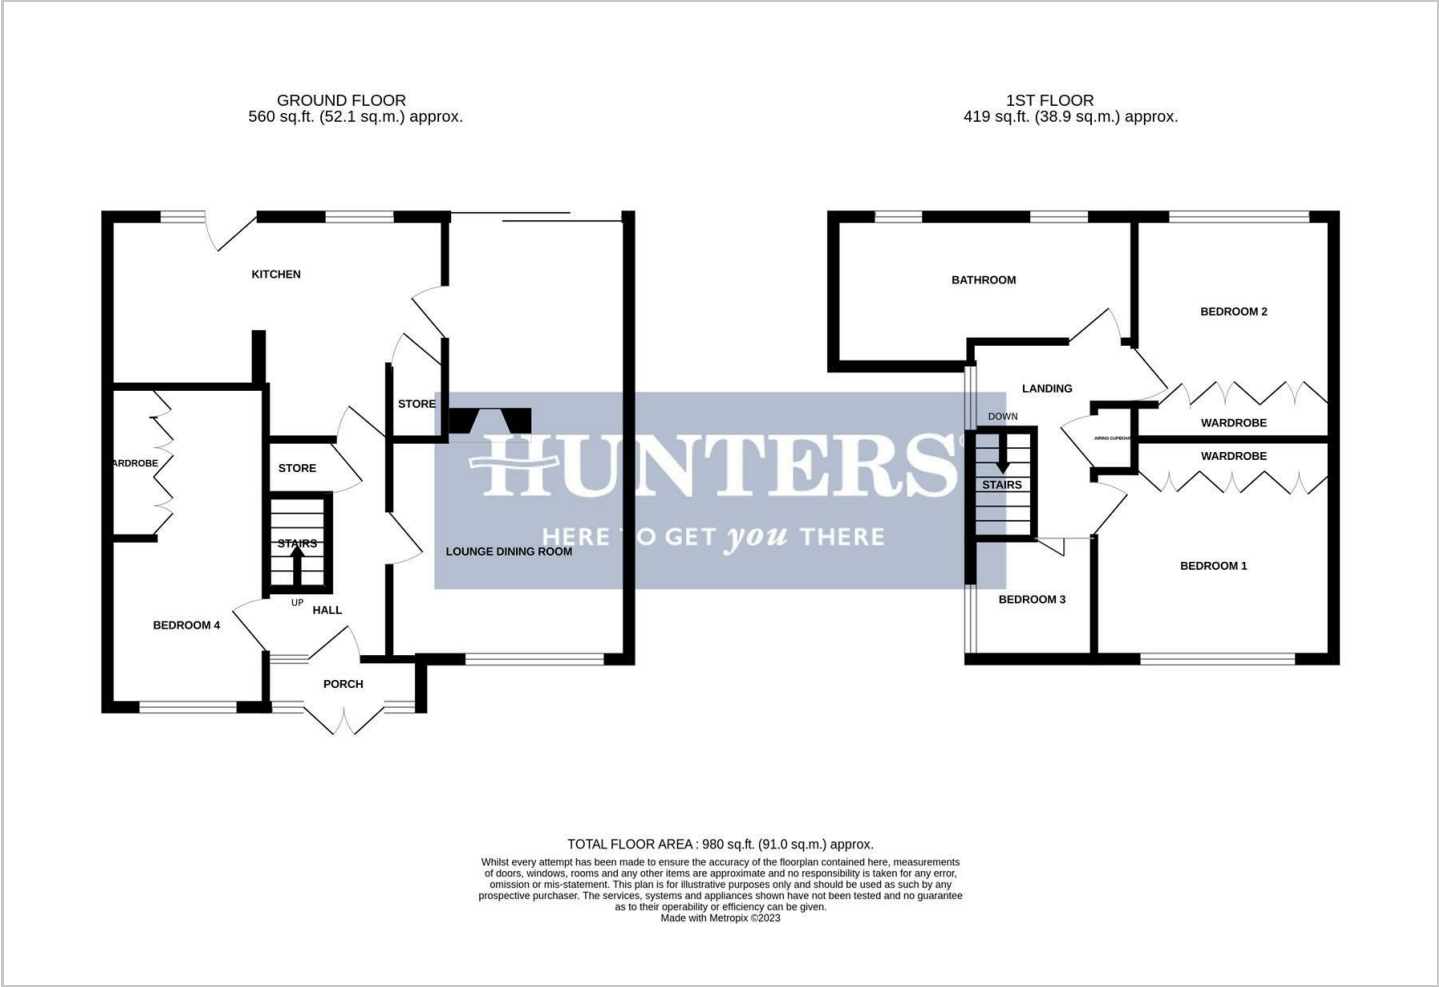 GROUND FLOOR
560 sq.ft. (52.1 sq.m.) approx.
1ST FLOOR
419 sq.ft. (38.9 sq.m.) approx.
KITCHEN
STORE
STORE
ARDROBE
STAIRS
UP
HALL
LOUNGE DINING ROOM
BEDROOM 4
PORCH
BATHROOM
BEDROOM 2
LANDING
DOWN
WARDROBE
AIRING CUPBOARD
WARDROBE
STAIRS
BEDROOM 1
BEDROOM 3
HUNTERS®
HERE TO GET you THERE
TOTAL FLOOR AREA : 980 sq.ft. (91.0 sq.m.) approx.
Whilst every attempt has been made to ensure the accuracy of the floorplan contained here, measurements
of doors, windows, rooms and any other items are approximate and no responsibility is taken for any error,
omission or mis-statement. This plan is for illustrative purposes only and should be used as such by any
prospective purchaser. The services, systems and appliances shown have not been tested and no guarantee
as to their operability or efficiency can be given.
Made with Metropix ©2023